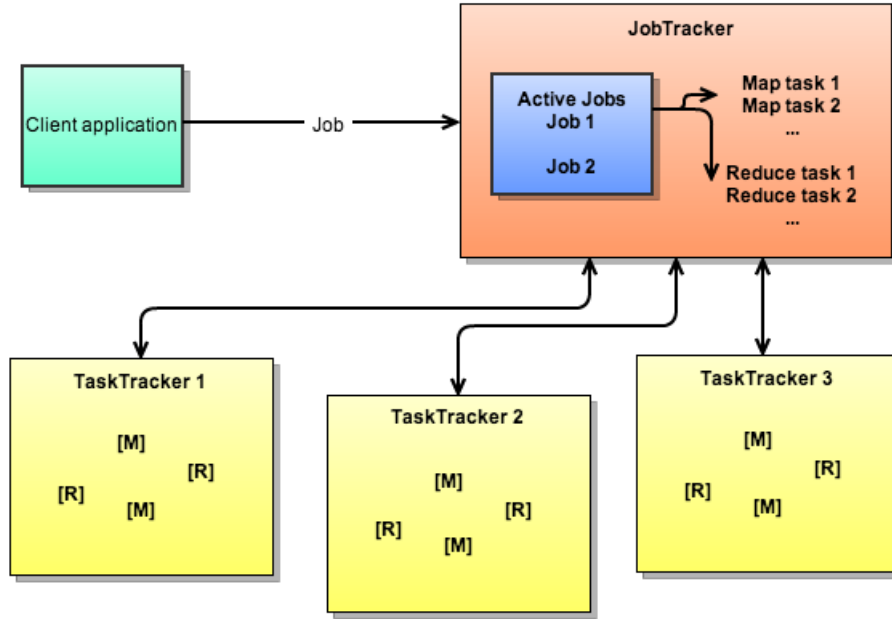 JobTracker
Client application
Job
Active Jobs
Job 1
Job 2
Map task 1
Map task 2
...
Reduce task 1
Reduce task 2
...
TaskTracker 1
[M]
[R]
[R]
[M]
TaskTracker 2
[M]
[R]
[R]
[M]
TaskTracker 3
[M]
[R]
[R]
[M]